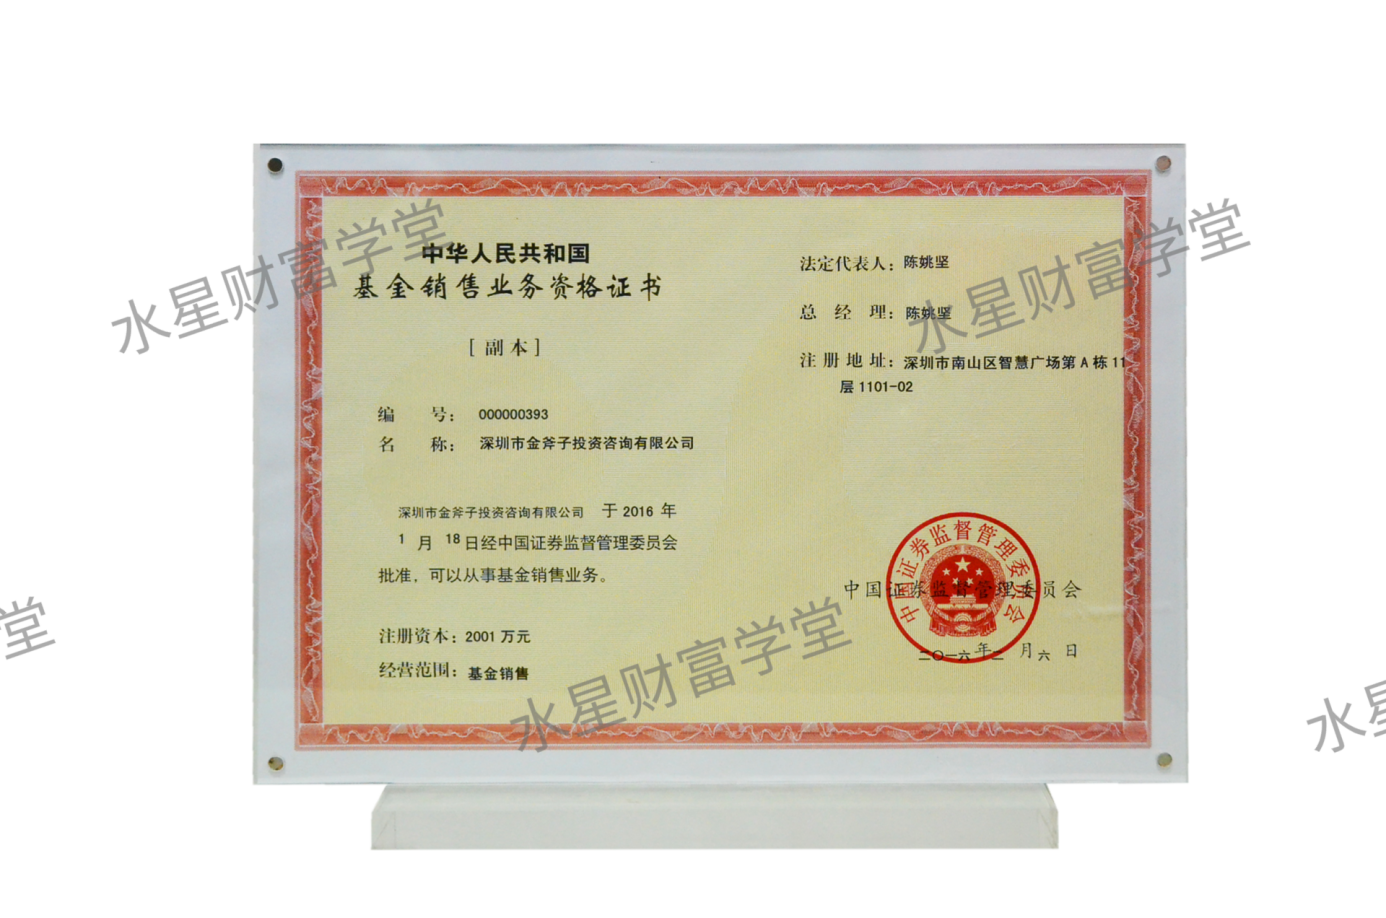 中华人民共和国
基金销售业务资格证书
[副本]
编 号： 000000393
名 称： 深圳市金斧子投资咨询有限公司
深圳市金斧子投资咨询有限公司 于 2016 年
1 月 18 日经中国证券监督管理委员会
批准，可以从事基金销售业务。
注册资本：2001 万元
经营范围：基金销售
法定代表人：陈姚坚
总 经 理：陈姚坚
注 册 地 址：深圳市南山区智慧广场第 A 栋 11
层 1101-02
中国证券监督管理委员会
中国证券监督管理委员会
二〇一六年二月六日
水星财富学堂
水星财富学堂
水星财富学堂
堂
水星